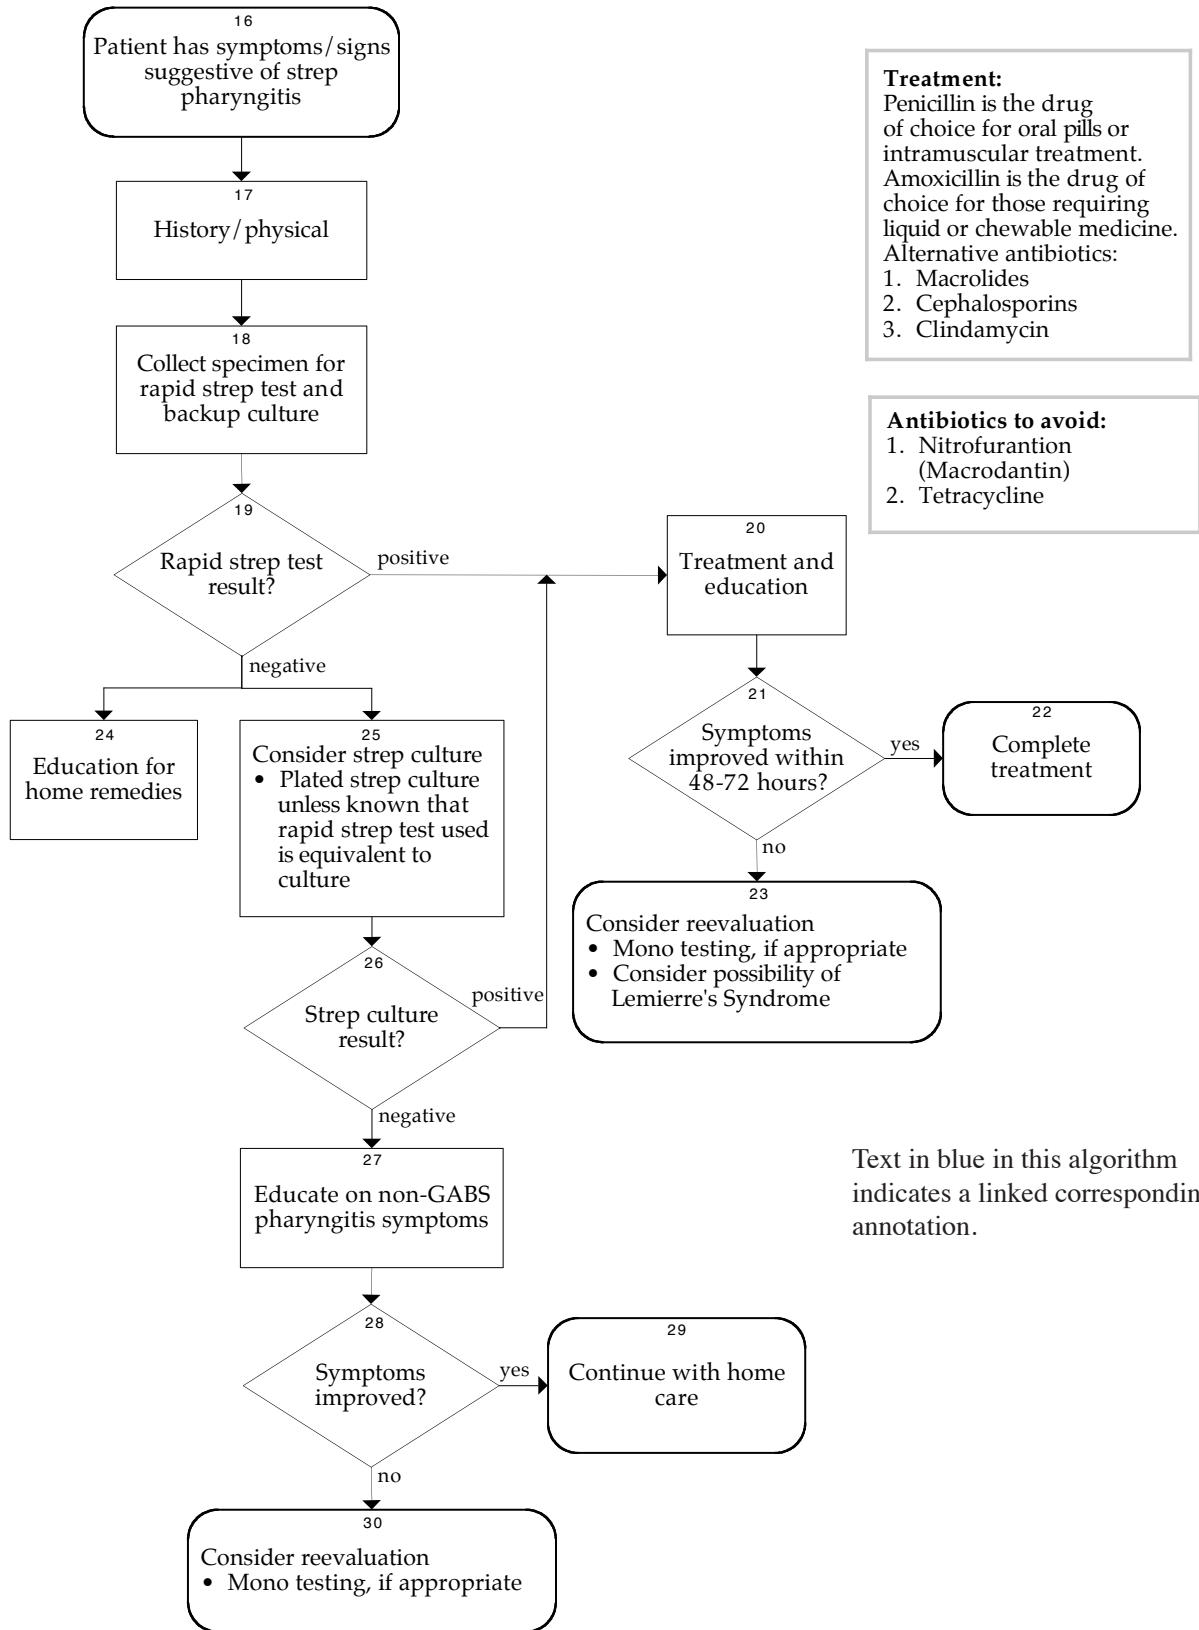 16
Patient has symptoms/signs
suggestive of strep
pharyngitis
17
History/physical
18
Collect specimen for
rapid strep test and
backup culture
19
Rapid strep test
result?
positive
negative
20
Treatment and
education
21
Symptoms
improved within
48-72 hours?
yes
22
Complete
treatment
no
23
Consider reevaluation
• Mono testing, if appropriate
• Consider possibility of
Lemierre's Syndrome
24
Education for
home remedies
25
Consider strep culture
• Plated strep culture
unless known that
rapid strep test used
is equivalent to
culture
26
Strep culture
result?
positive
negative
27
Educate on non-GABS
pharyngitis symptoms
28
Symptoms
improved?
yes
29
Continue with home
care
no
30
Consider reevaluation
• Mono testing, if appropriate
Treatment:
Penicillin is the drug
of choice for oral pills or
intramuscular treatment.
Amoxicillin is the drug of
choice for those requiring
liquid or chewable medicine.
Alternative antibiotics:
1. Macrolides
2. Cephalosporins
3. Clindamycin
Antibiotics to avoid:
1. Nitrofurantion
(Macrodantin)
2. Tetracycline
Text in blue in this algorithm
indicates a linked correspondin
annotation.